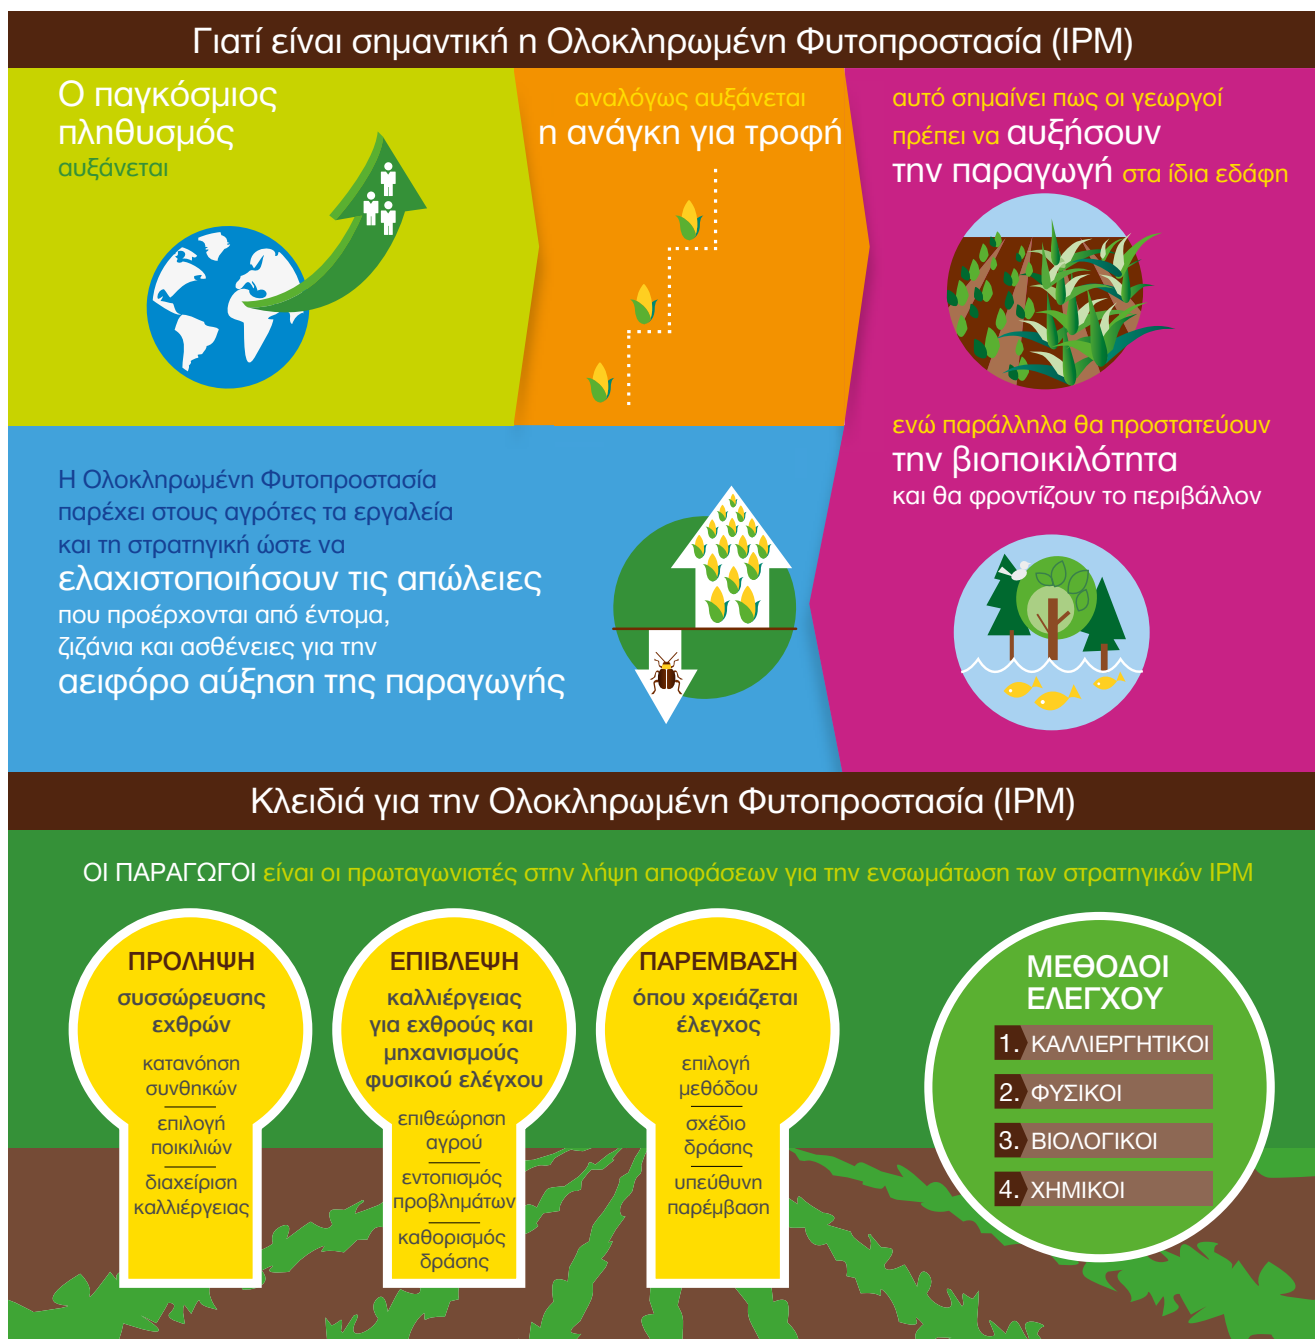 Γιατί είναι σημαντική η Ολοκληρωμένη Φυτοπροστασία (IPM)
Ο παγκόσμιος
πληθυσμός
αυξάνεται
αναλόγως αυξάνεται
η ανάγκη για τροφή
αυτό σημαίνει πως οι γεωργοί
πρέπει να αυξήσουν
την παραγωγή στα ίδια εδάφη
ενώ παράλληλα θα προστατεύουν
την βιοποικιλότητα
και θα φροντίζουν το περιβάλλον
Η Ολοκληρωμένη Φυτοπροστασία
παρέχει στους αγρότες τα εργαλεία
και τη στρατηγική ώστε να
ελαχιστοποιήσουν τις απώλειες
που προέρχονται από έντομα,
ζιζάνια και ασθένειες για την
αειφόρο αύξηση της παραγωγής
Κλειδιά για την Ολοκληρωμένη Φυτοπροστασία (IPM)
ΟΙ ΠΑΡΑΓΩΓΟΙ είναι οι πρωταγωνιστές στην λήψη αποφάσεων για την ενσωμάτωση των στρατηγικών IPM
ΠΡΟΛΗΨΗ
συσσώρευσης
εχθρών
κατανόηση
συνθηκών
επιλογή
ποικιλιών
διαχείριση
καλλιέργειας
ΕΠΙΒΛΕΨΗ
καλλιέργειας
για εχθρούς και
μηχανισμούς
φυσικού ελέγχου
επιθεώρηση
αγρού
εντοπισμός
προβλημάτων
καθορισμός
δράσης
ΠΑΡΕΜΒΑΣΗ
όπου χρειάζεται
έλεγχος
επιλογή
μεθόδου
σχέδιο
δράσης
υπεύθυνη
παρέμβαση
ΜΕΘΟΔΟΙ
ΕΛΕΓΧΟΥ
1. ΚΑΛΛΙΕΡΓΗΤΙΚΟΙ
2. ΦΥΣΙΚΟΙ
3. ΒΙΟΛΟΓΙΚΟΙ
4. ΧΗΜΙΚΟΙ